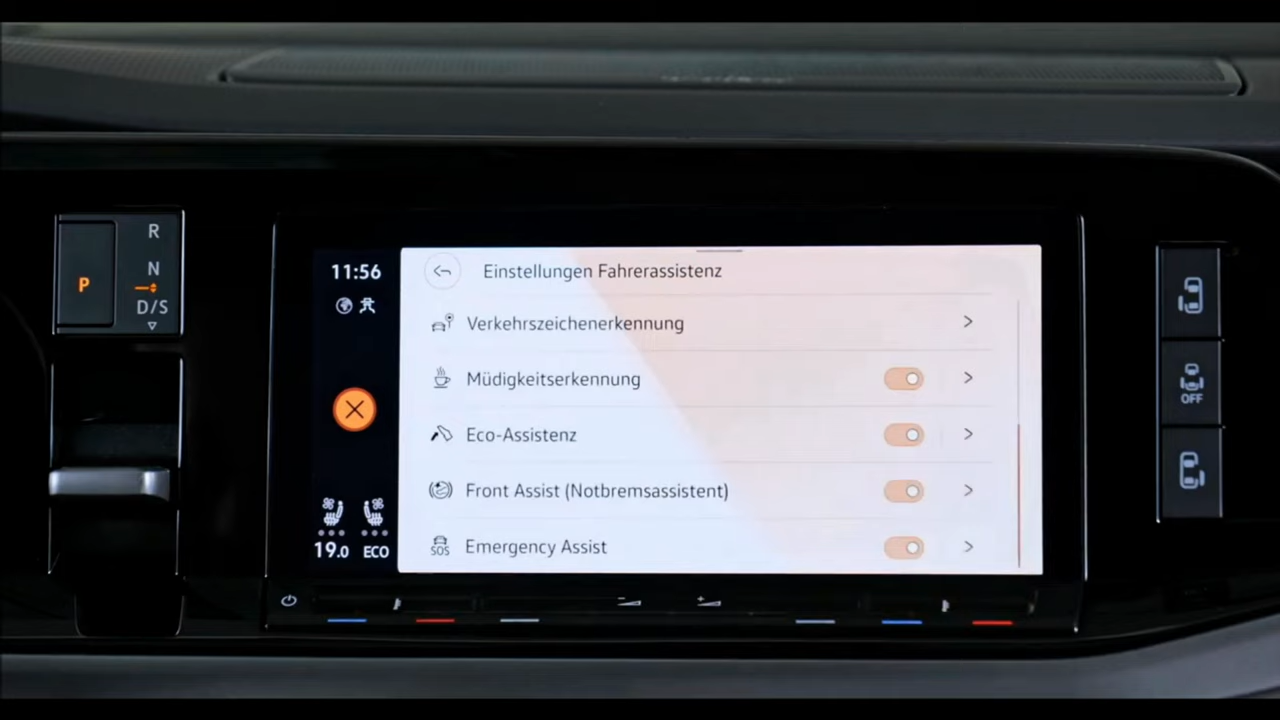 R
N
P
D/S
11:56
Einstellungen Fahrerassistenz
Verkehrszeichenerkennung
Müdigkeitserkennung
Eco-Assistenz
Front Assist (Notbremsassistent)
SOS
Emergency Assist
19.0 ECO
OFF